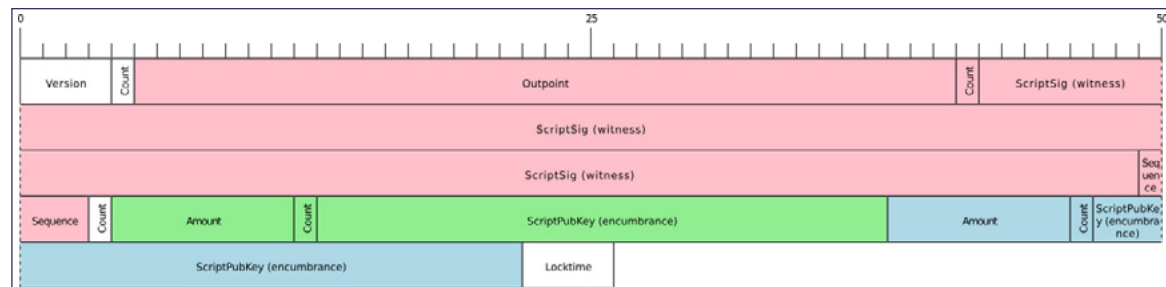 0 25 50
Version Count Outpoint Count ScriptSig (witness)
ScriptSig (witness)
ScriptSig (witness) Seq
uen
ce
Sequence Count Amount Count ScriptPubKey (encumbrance) Amount Count ScriptPubKe
y (encumbra
nce)
ScriptPubKey (encumbrance) Locktime